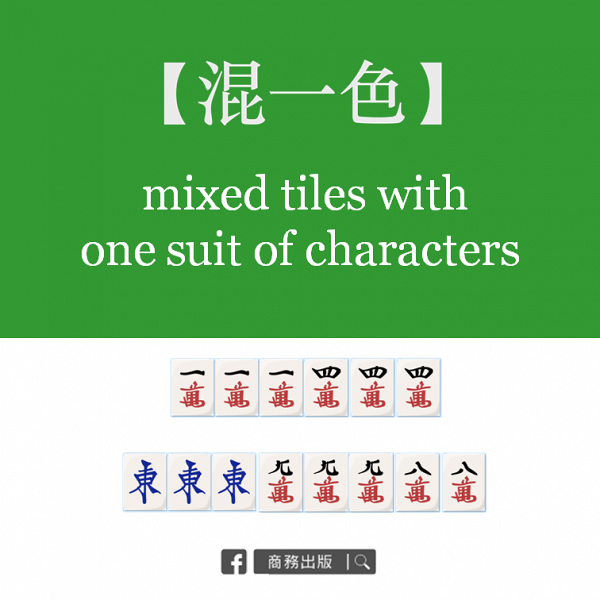 【混一色】
mixed tiles with
one suit of characters
一萬 一萬 一萬 四萬 四萬 四萬
東 東 東 九萬 九萬 九萬 八萬 八萬
f 商務出版